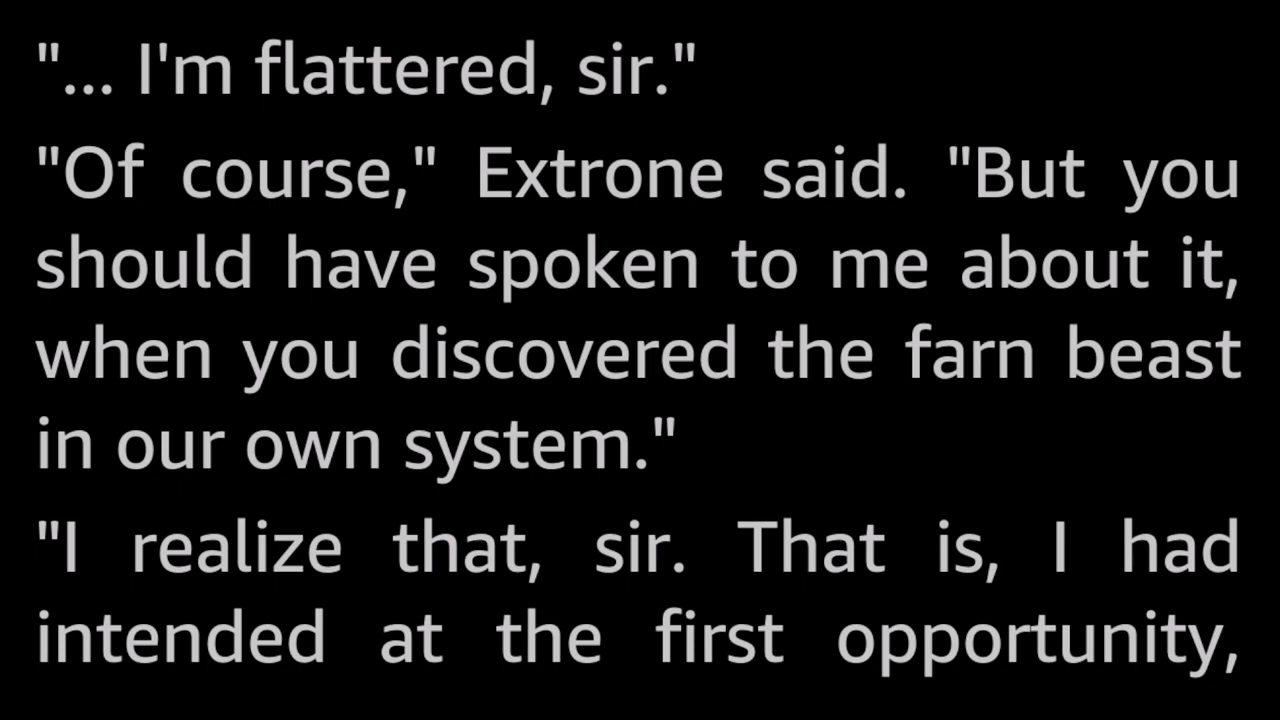 "... I'm flattered, sir."
"Of course," Extrone said. "But you
should have spoken to me about it,
when you discovered the farn beast
in our own system."
"I realize that, sir. That is, I had
intended at the first opportunity,